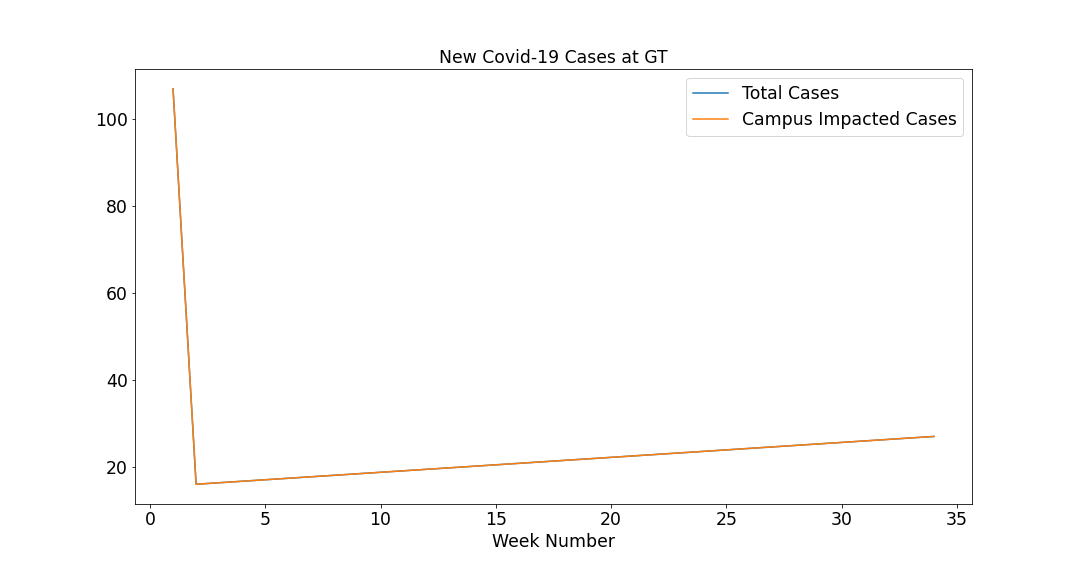 New Covid-19 Cases at GT
Total Cases
Campus Impacted Cases
100
80
60
40
20
0 5 10 15 20 25 30 35
Week Number